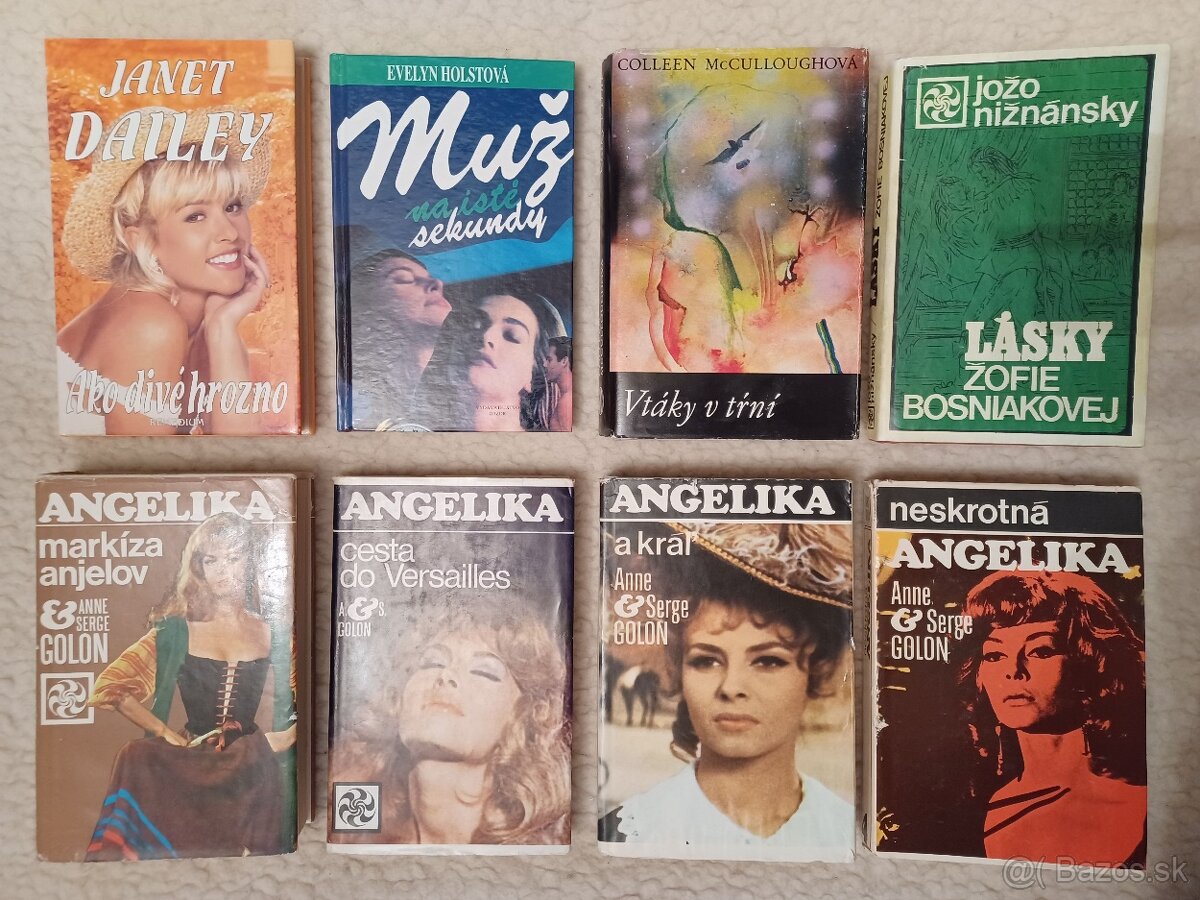 JANET
DAILEY
Ako divé hrozno
EVELYN HOLSTOVÁ
Muž
na isté
sekundy
COLLEEN McCULLOUGHOVÁ
Vtáky v tŕní
ZOFIE BOSNIAKOVEJ
jožo
nižnánsky
LÁSKY
ŽOFIE
BOSNIAKOVEJ
ANGELIKA
markíza
anjelov
& ANNE
SERGE
GOLON
ANGELIKA
cesta
do Versailles
A. & S.
GOLON
ANGELIKA
a kráľ
Anne
& Serge
GOLON
neskrotná
ANGELIKA
Anne
& Serge
GOLON
@( Bazos.sk